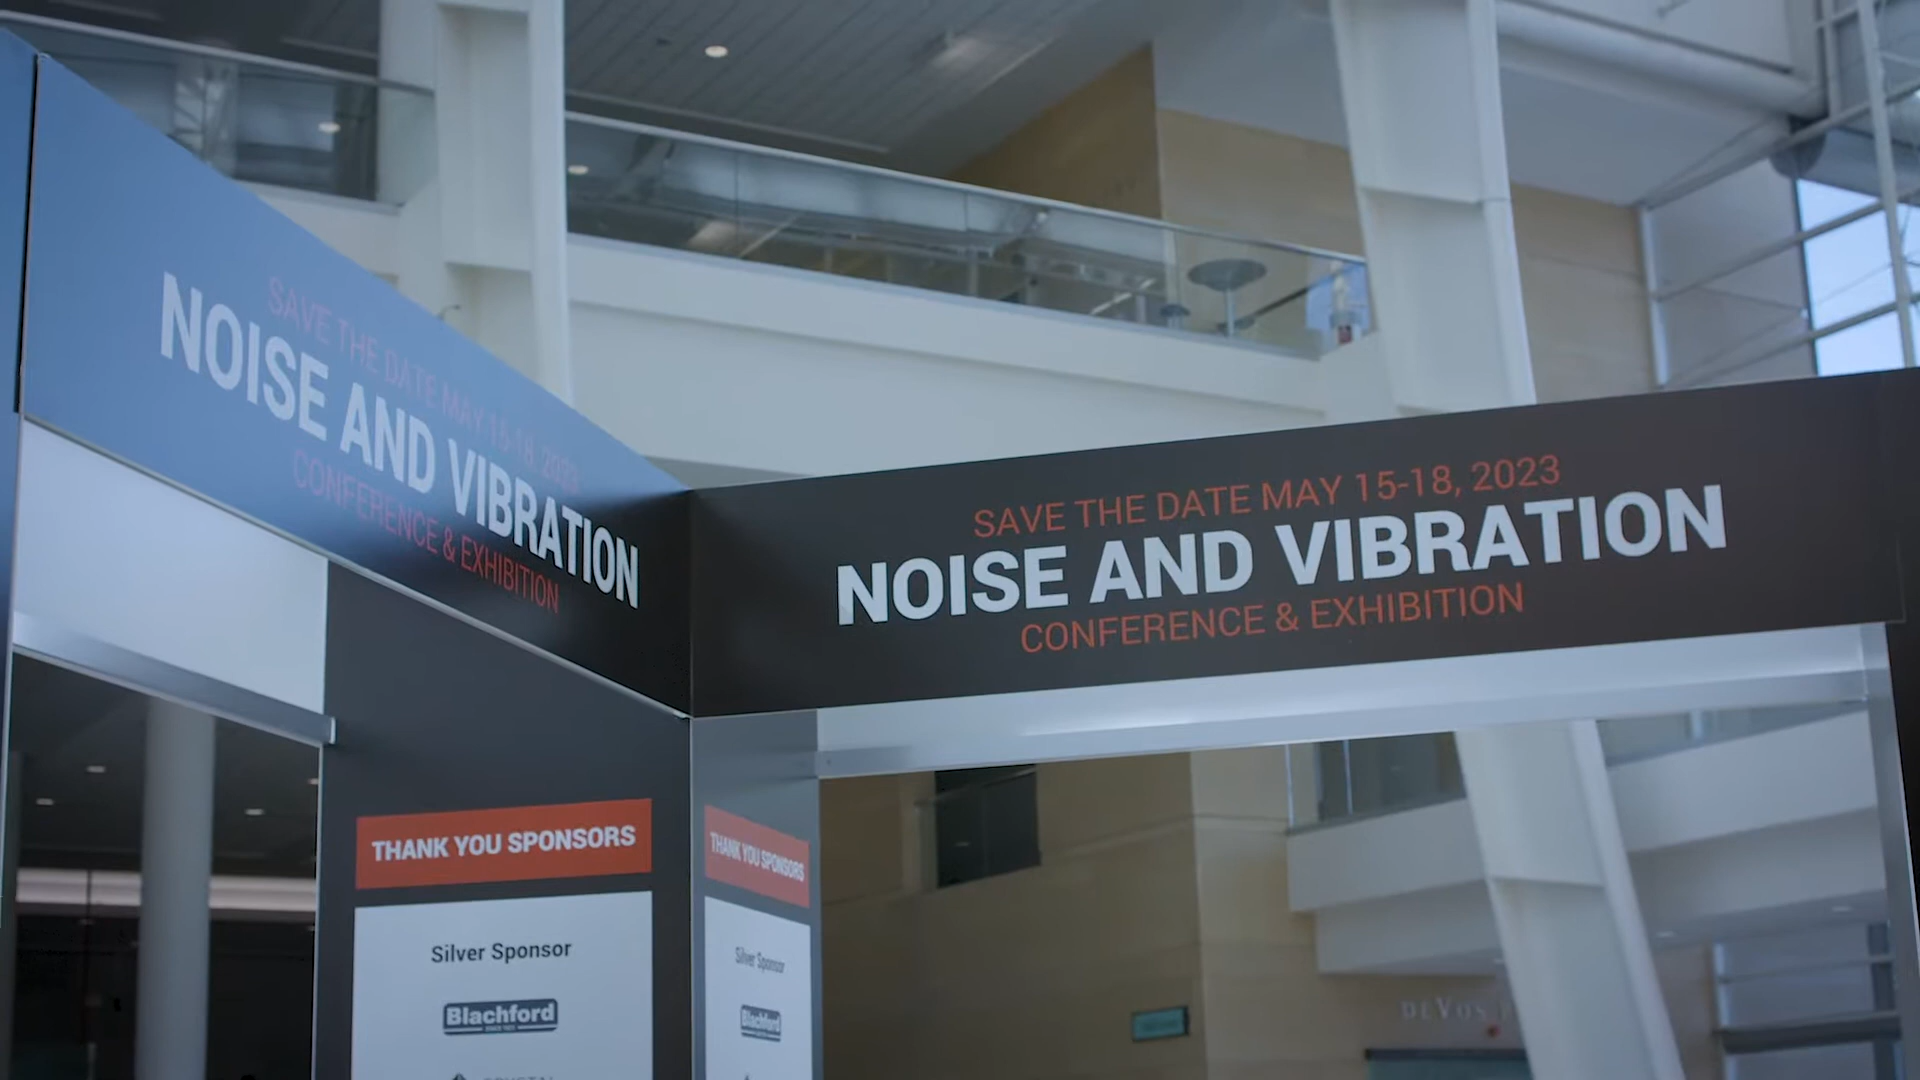 SAVE THE DATE MAY 15-18, 2023
NOISE AND VIBRATION
CONFERENCE & EXHIBITION
SAVE THE DATE MAY 15-18, 2023
NOISE AND VIBRATION
CONFERENCE & EXHIBITION
THANK YOU SPONSORS
Silver Sponsor
Blachford
THANK YOU SPONSORS
Silver Sponsor
Blachford
DEVOS